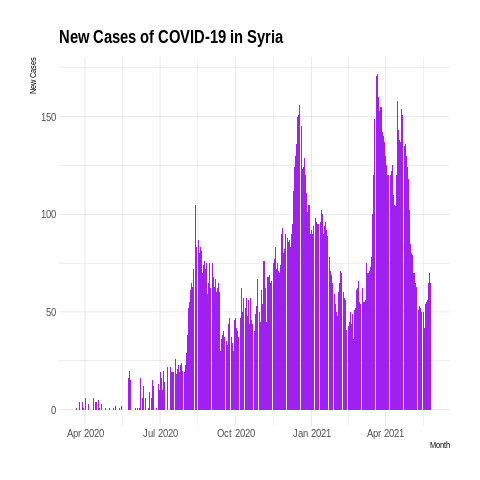 New Cases of COVID-19 in Syria
New Cases
150
100
50
0
Apr 2020 Jul 2020 Oct 2020 Jan 2021 Apr 2021
Month